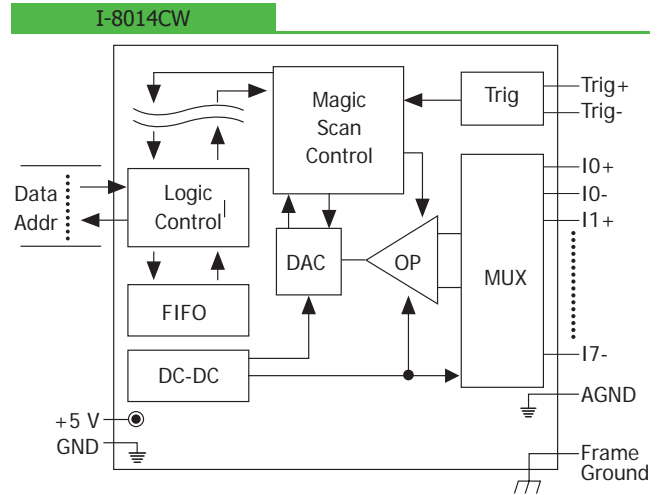 I-8014CW
Magic
Scan
Control
Trig
Trig+
Trig-
Data
Addr
Logic
Control
I0+
I0-
I1+
DAC
OP
MUX
FIFO
I7-
DC-DC
AGND
+5 V
GND
Frame
Ground